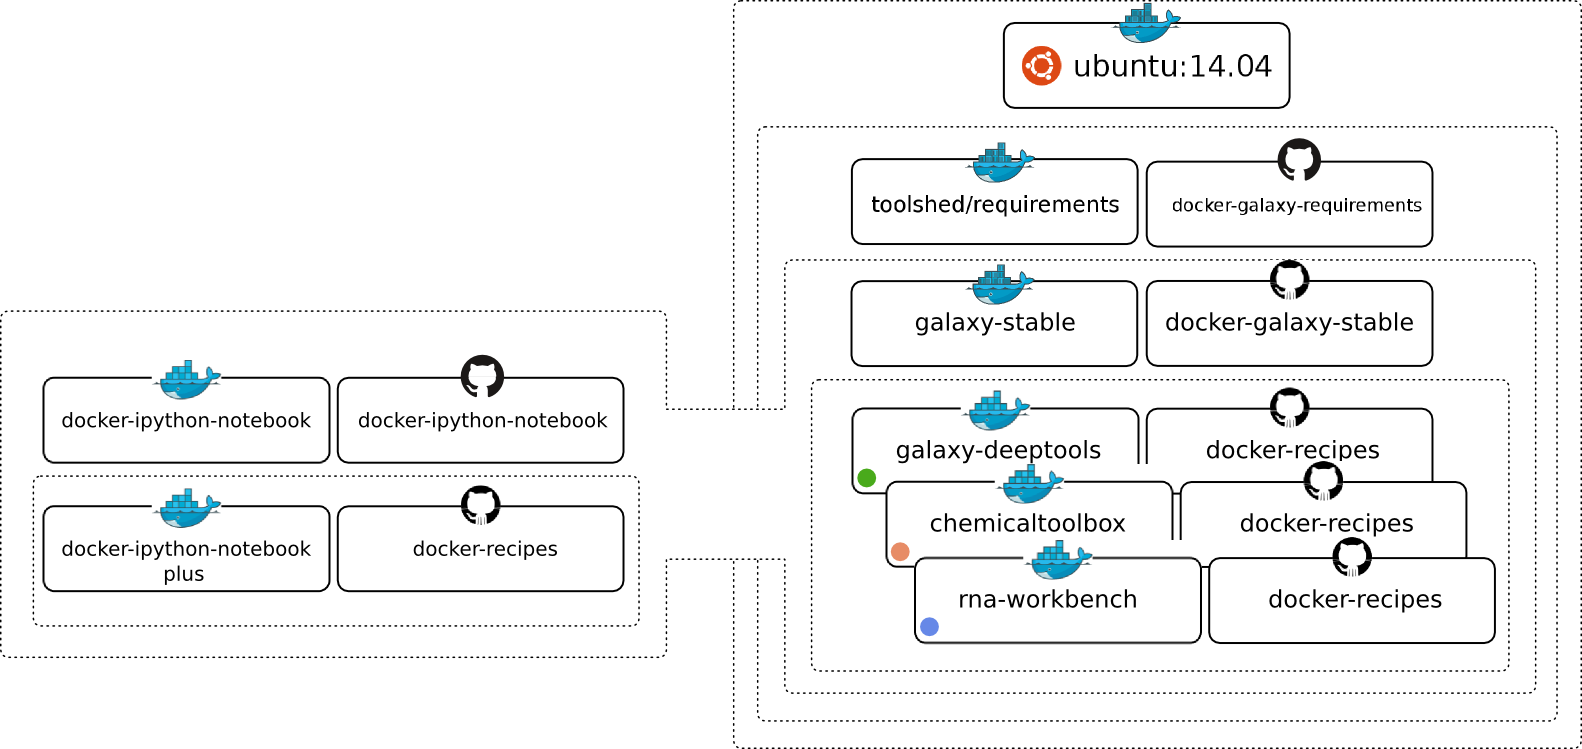 ubuntu:14.04
toolshed/requirements
docker-galaxy-requirements
galaxy-stable
docker-galaxy-stable
docker-ipython-notebook
docker-ipython-notebook
docker-ipython-notebook
plus
docker-recipes
galaxy-deeptools
docker-recipes
chemicaltoolbox
docker-recipes
rna-workbench
docker-recipes